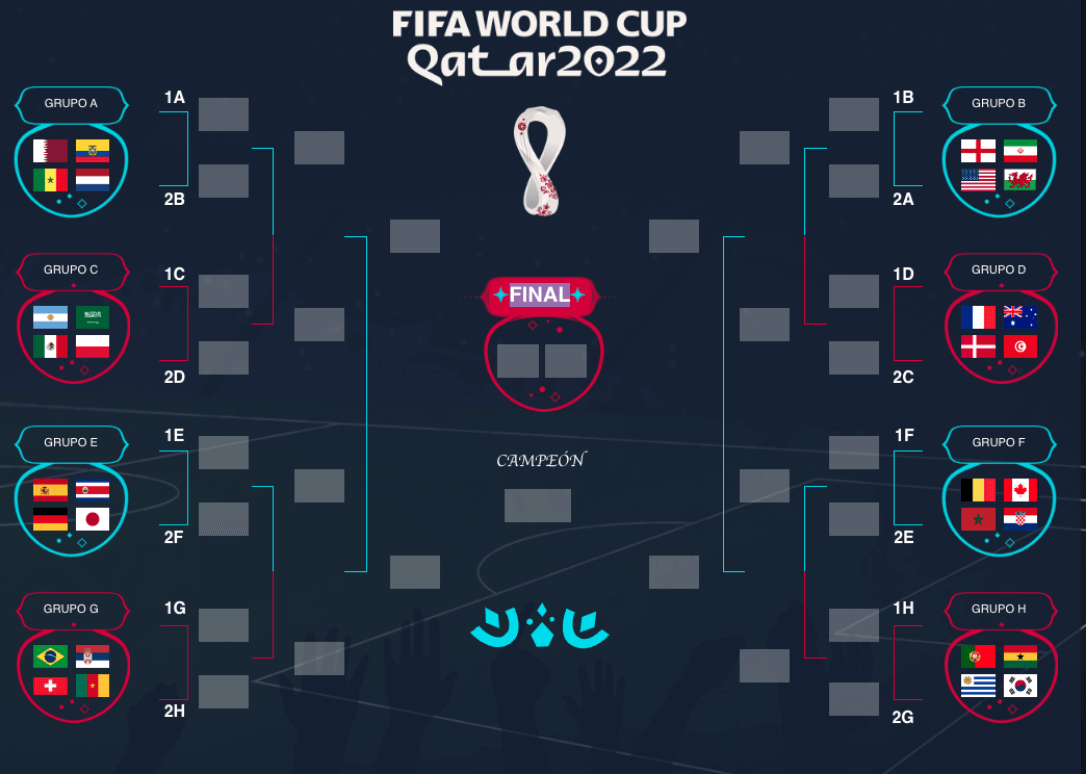 FIFA WORLD CUP
Qatar2022
GRUPO A
1A
2B
GRUPO C
1C
2D
GRUPO E
1E
2F
GRUPO G
1G
2H
FINAL
CAMPEÓN
1B
GRUPO B
2A
1D
GRUPO D
2C
1F
GRUPO F
2E
1H
GRUPO H
2G